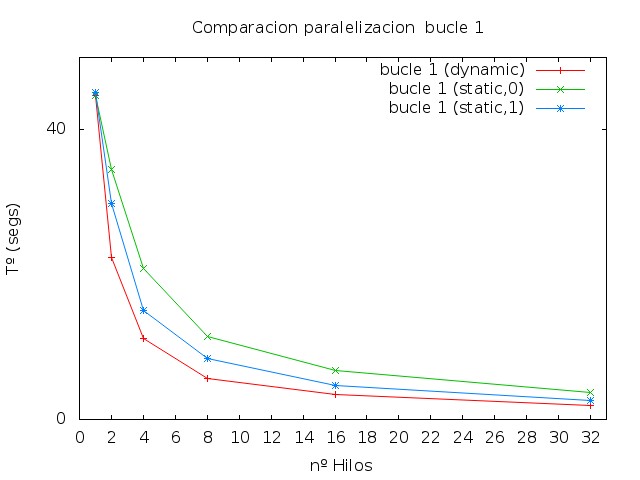 Comparacion paralelizacion  bucle 1
bucle 1 (dynamic)
bucle 1 (static,0)
bucle 1 (static,1)
40
Tº (segs)
0
0 2 4 6 8 10 12 14 16 18 20 22 24 26 28 30 32
nº Hilos